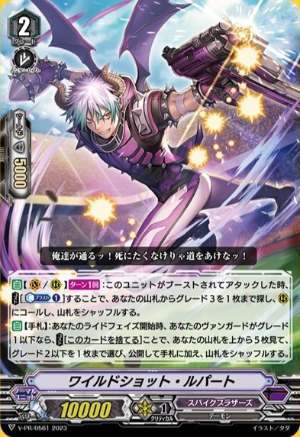 2
グレード
5000
俺達が通るッ！死にたくなけりゃ道をあけなッ！
ターン1回：このユニットがブーストされてアタックした時、
ブラスト1]することで、あなたの山札からグレード3を1枚まで探し、R
にコールし、山札をシャッフルする。
【手札】：あなたのライドフェイズ開始時、あなたのヴァンガードがグレード
1以下なら、[このカードを捨てる]ことで、あなたの山札を上から5枚見て、
グレード2以下を1枚まで選び、公開して手札に加え、山札をシャッフルする。
ノーマル
ユニット
ワイルドショット・ルパート
10000
1
クリティカル
スパイクブラザーズ
デーモン
V-PR/0561 2023
イラスト／タダ